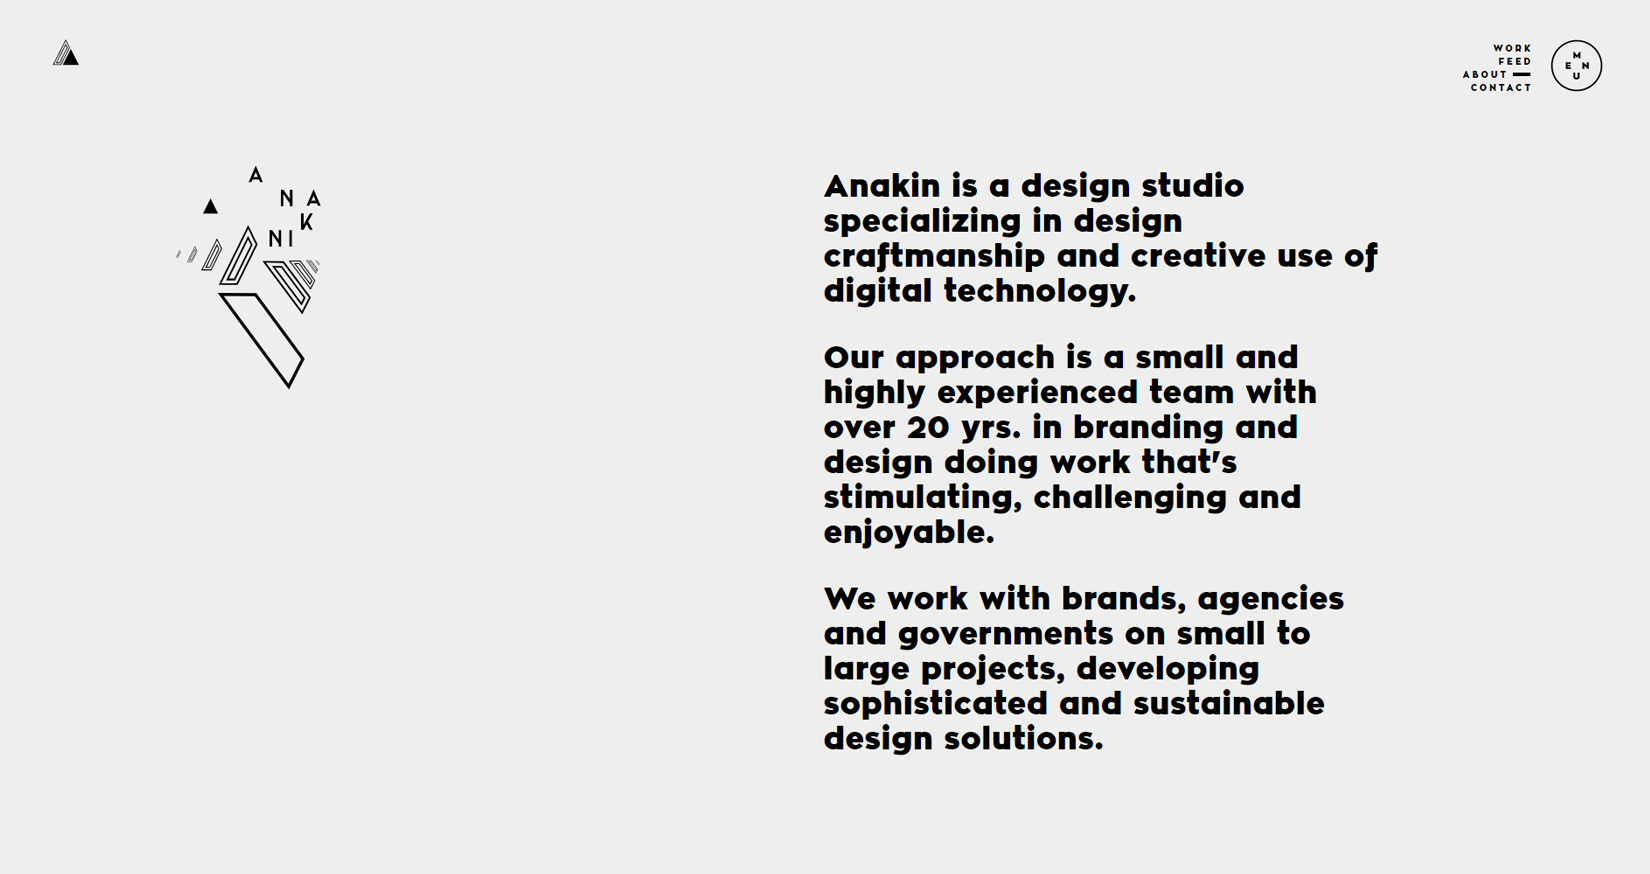 WORK
FEED
ABOUT
CONTACT
M
E N
U
A
N A
K
N I
Anakin is a design studio
specializing in design
craftmanship and creative use of
digital technology.
Our approach is a small and
highly experienced team with
over 20 yrs. in branding and
design doing work that's
stimulating, challenging and
enjoyable.
We work with brands, agencies
and governments on small to
large projects, developing
sophisticated and sustainable
design solutions.